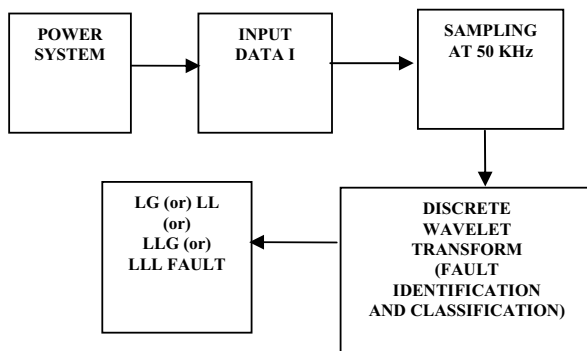 POWER
SYSTEM
INPUT
DATA I
SAMPLING
AT 50 KHz
DISCRETE
WAVELET
TRANSFORM
(FAULT
IDENTIFICATION
AND CLASSIFICATION)
LG (or) LL
(or)
LLG (or)
LLL FAULT